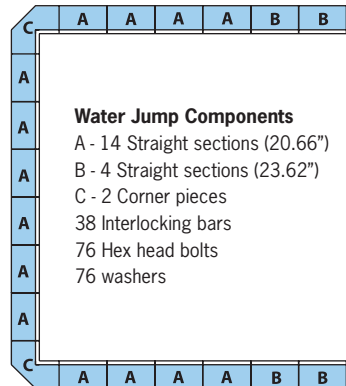 C A A A A B B
A
A
A
A
A
A
Water Jump Components
A - 14 Straight sections (20.66”)
B - 4 Straight sections (23.62”)
C - 2 Corner pieces
38 Interlocking bars
76 Hex head bolts
76 washers
C
A A A A B B